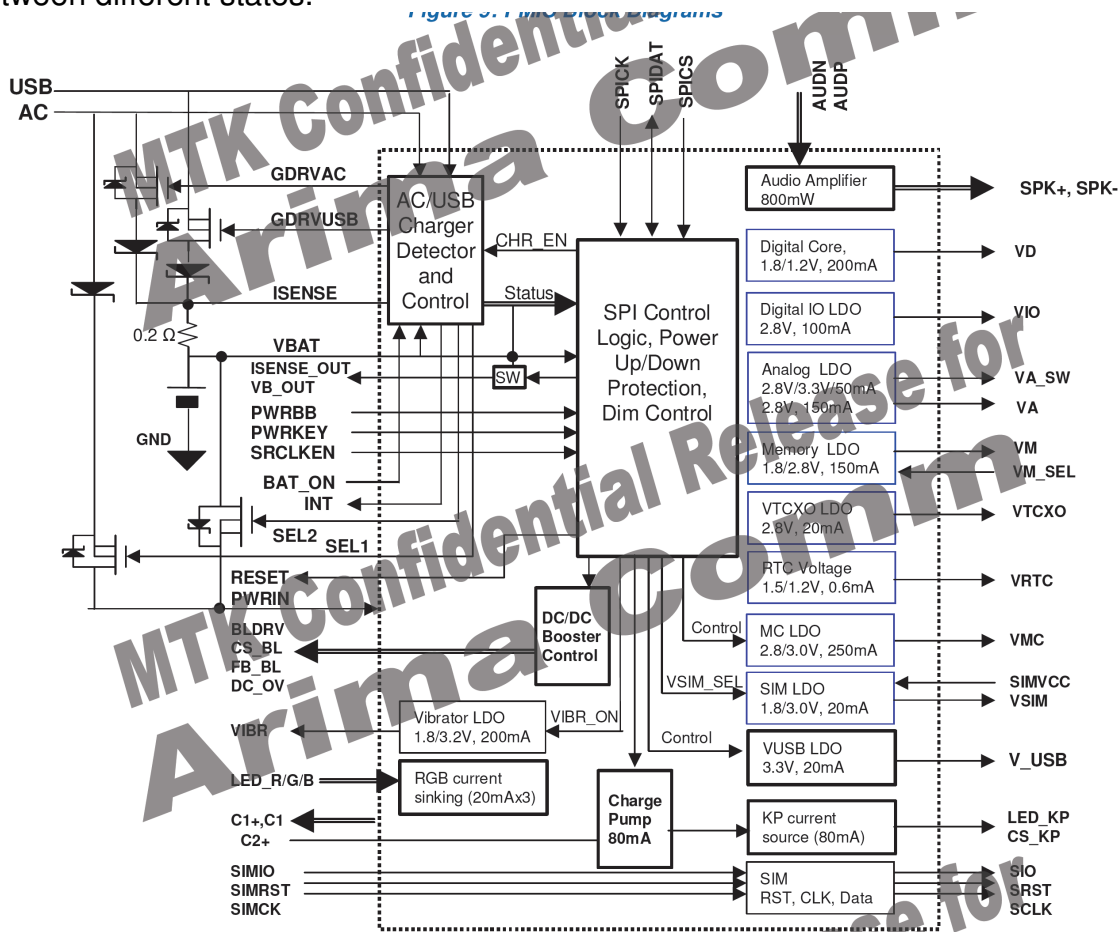 tween different states.
Figure 9: PMIC Block Diagrams
USB
AC
SPICK
SPIDAT
SPICS
AUDN
AUDP
GDRVAC
GDRVUSB
ISENSE
0.2 Ω
VBAT
ISENSE_OUT
VB_OUT
PWRBB
PWRKEY
SRCLKEN
GND
BAT_ON
INT
SEL2
SEL1
RESET
PWRIN
BLDRV
CS_BL
FB_BL
DC_OV
VIBR
LED_R/G/B
C1+,C1
C2+
SIMIO
SIMRST
SIMCK
AC/USB
Charger
Detector
and
Control
CHR_EN
Status
SW
SPI Control
Logic, Power
Up/Down
Protection,
Dim Control
DC/DC
Booster
Control
Vibrator LDO
1.8/3.2V, 200mA
VIBR_ON
RGB current
sinking (20mAx3)
Charge
Pump
80mA
Control
VSIM_SEL
Control
Audio Amplifier
800mW
Digital Core,
1.8/1.2V, 200mA
Digital IO LDO
2.8V, 100mA
Analog LDO
2.8V/3.3V/50mA
2.8V, 150mA
Memory LDO
1.8/2.8V, 150mA
VTCXO LDO
2.8V, 20mA
RTC Voltage
1.5/1.2V, 0.6mA
MC LDO
2.8/3.0V, 250mA
SIM LDO
1.8/3.0V, 20mA
VUSB LDO
3.3V, 20mA
KP current
source (80mA)
SIM
RST, CLK, Data
SPK+, SPK-
VD
VIO
VA_SW
VA
VM
VM_SEL
VTCXO
VRTC
VMC
SIMVCC
VSIM
V_USB
LED_KP
CS_KP
SIO
SRST
SCLK
MTK Confidential
Arima Com
MTK Confidential Release for
Arima Comm
ase for